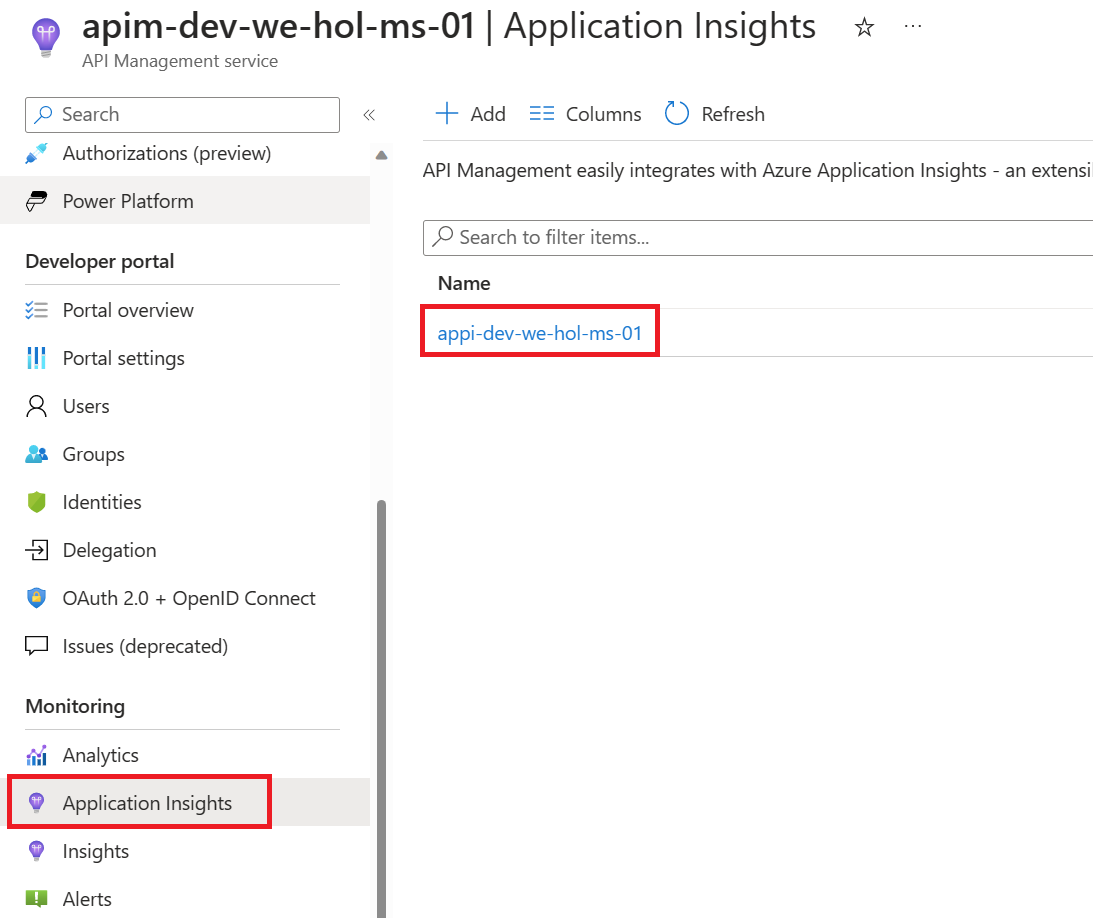 apim-dev-we-hol-ms-01 | Application Insights
API Management service
Search
Authorizations (preview)
Power Platform
Developer portal
Portal overview
Portal settings
Users
Groups
Identities
Delegation
OAuth 2.0 + OpenID Connect
Issues (deprecated)
Monitoring
Analytics
Application Insights
Insights
Alerts
Add
Columns
Refresh
API Management easily integrates with Azure Application Insights - an extensi
Search to filter items...
Name
appi-dev-we-hol-ms-01